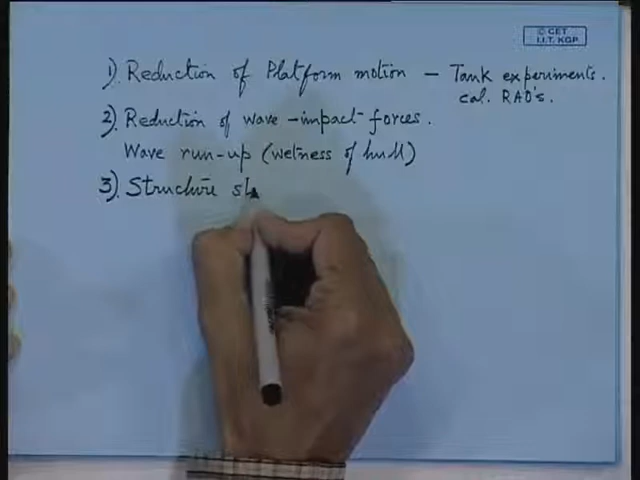 © CET
I.I.T. KGP
1) Reduction of Platform motion – Tank experiments.
cal. RAO's.
2) Reduction of wave-impact forces.
Wave run-up (wetness of hull)
3) Structure st